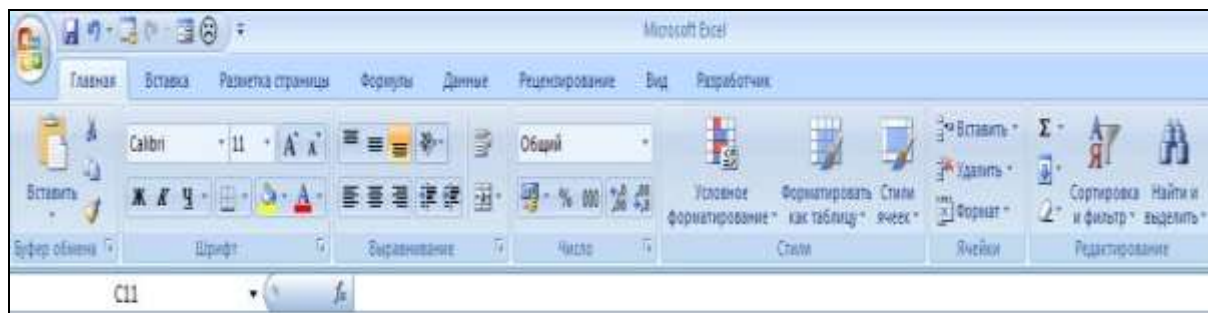 Microsoft Excel
Главная Вставка Разметка страницы Формулы Данные Рецензирование Вид Разработчик
Calibri 11 A A Общий Вставить Σ А Я
Вставить Ж К Ч А % 000 Условное форматирование Форматировать как таблицу Стили ячеек Удалить Формат Сортировка и фильтр Найти и выделить
Буфер обмена Шрифт Выравнивание Число Стили Ячейки Редактирование
C11 fx